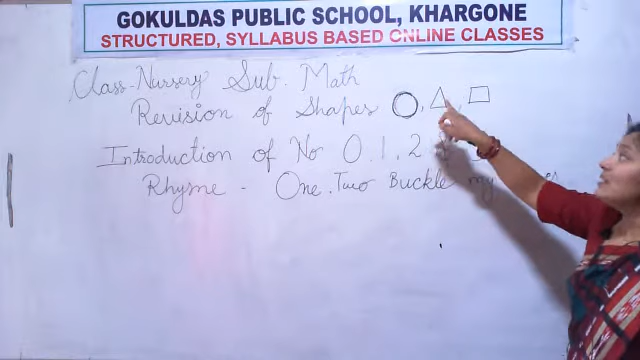 GOKULDAS PUBLIC SCHOOL, KHARGONE
STRUCTURED, SYLLABUS BASED ONLINE CLASSES
Class-Nursery Sub. Math
Revision of Shapes
Introduction of No 0.1.2
Rhyme - One.Two Buckle my